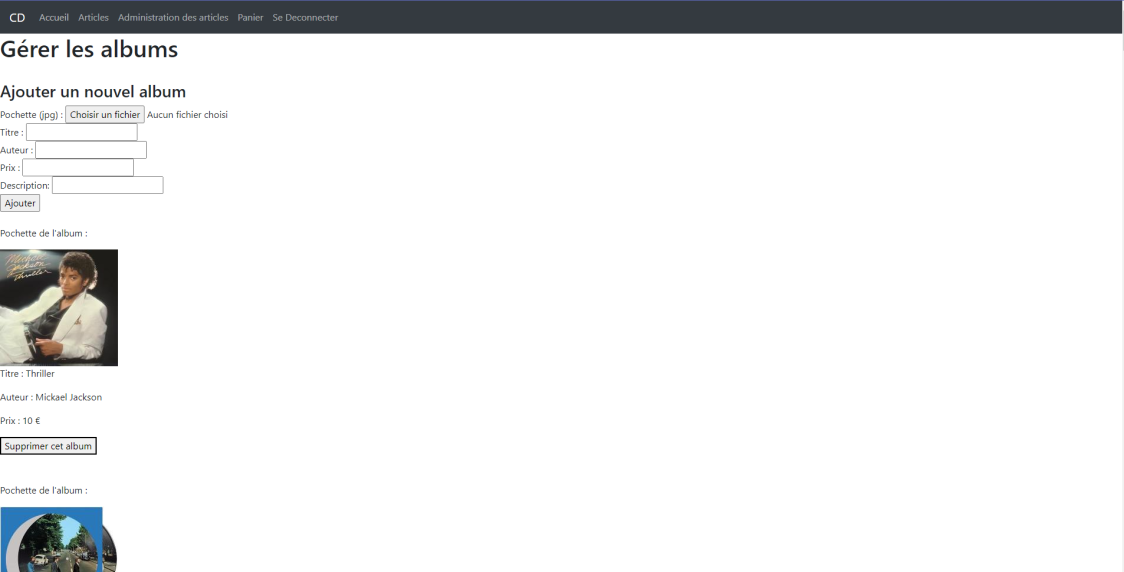 CD Accueil Articles Administration des articles Panier Se Deconnecter
Gérer les albums
Ajouter un nouvel album
Pochette (jpg) : Choisir un fichier Aucun fichier choisi
Titre :
Auteur :
Prix :
Description:
Ajouter
Pochette de l'album :
Michael
Jackson
Thriller
Titre : Thriller
Auteur : Mickael Jackson
Prix : 10 €
Supprimer cet album
Pochette de l'album :